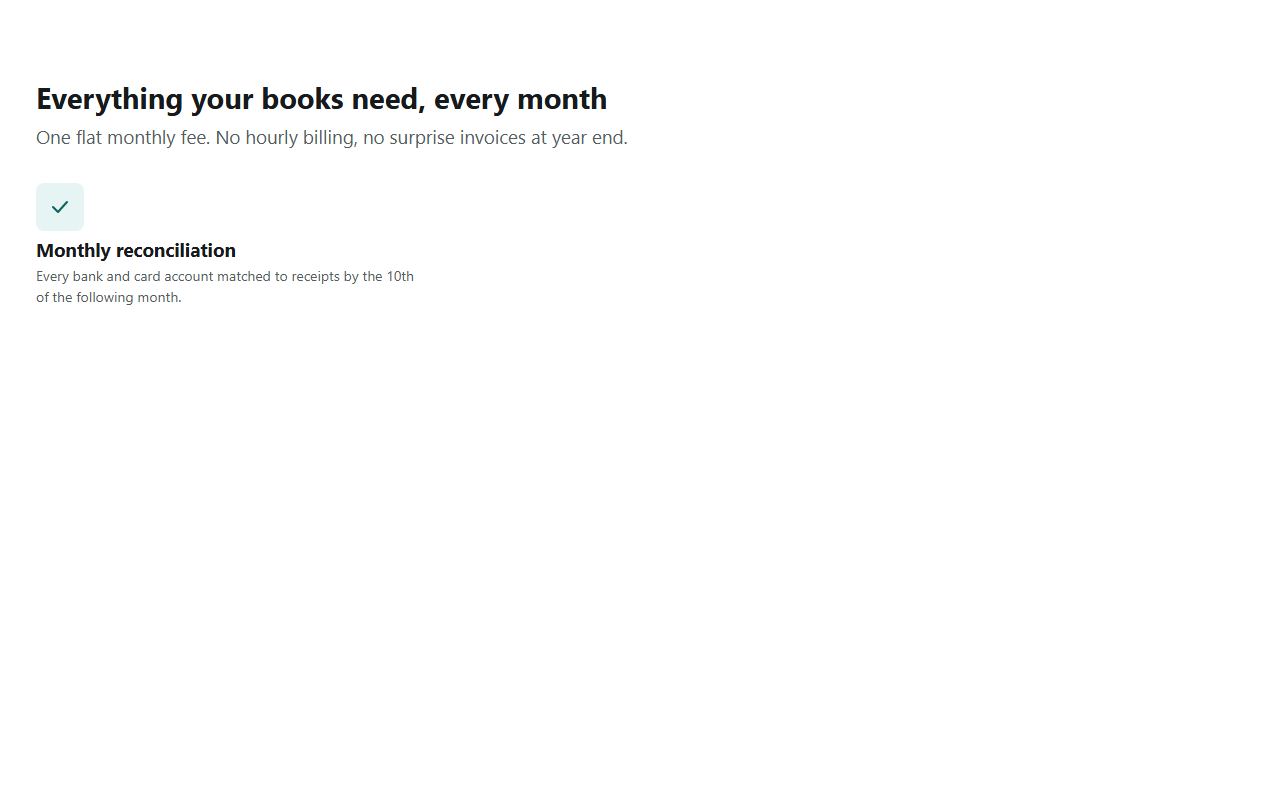 Everything your books need, every month
One flat monthly fee. No hourly billing, no surprise invoices at year end.
Monthly reconciliation
Every bank and card account matched to receipts by the 10th
of the following month.